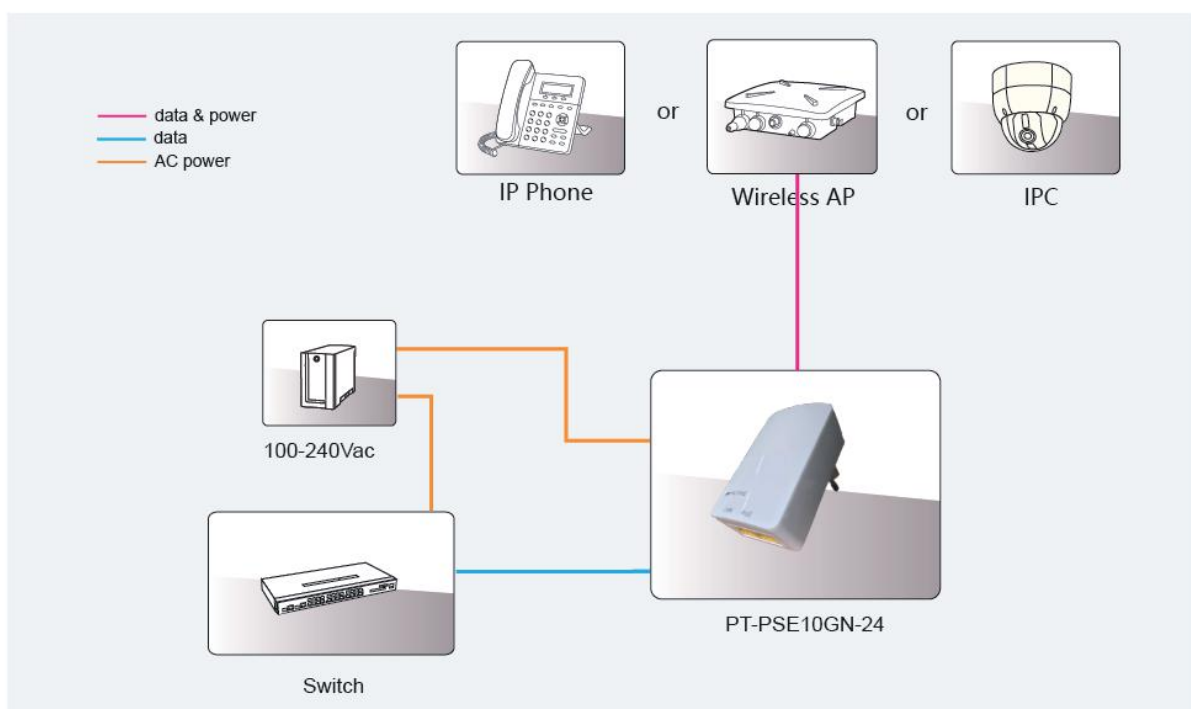 data & power
data
AC power
or
or
IP Phone
Wireless AP
IPC
100-240Vac
PT-PSE10GN-24
Switch